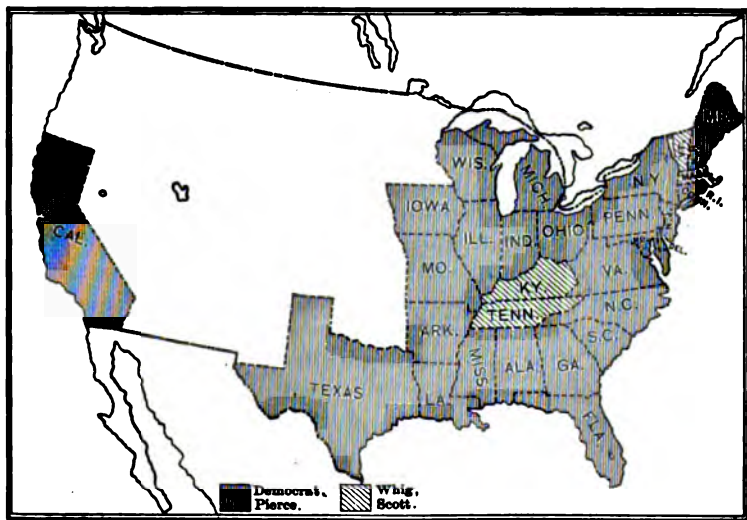 WIS.
MICH.
N.Y.
IOWA
PENN
ILL.
IND.
OHIO
CAL.
MO.
VA.
KY.
N.C.
TENN.
ARK.
S.C.
MISS
ALA.
GA.
TEXAS
LA.
FLA.
R.I.
DEL.
Democrat, Pierce.
Whig, Scott.